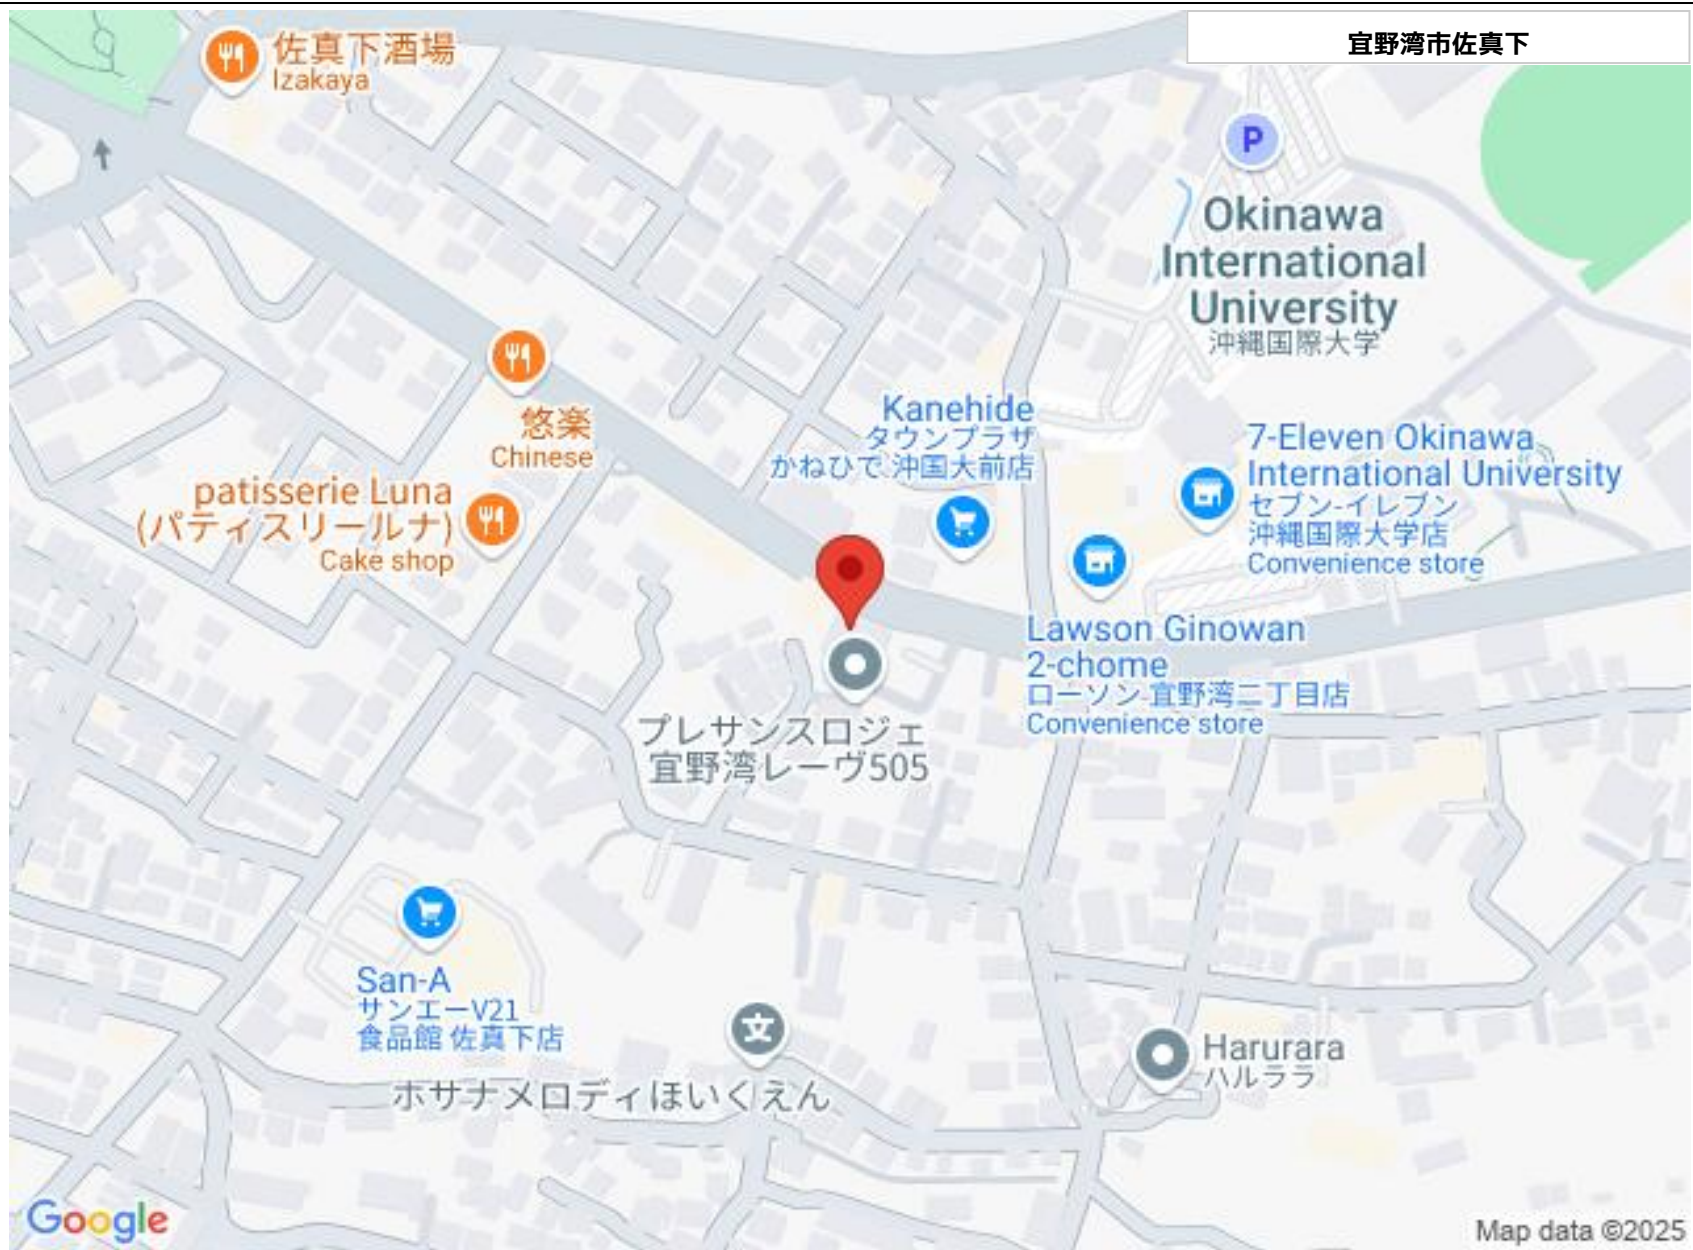 宜野湾市佐真下
佐真下酒場
Izakaya
P
Okinawa
International
University
沖縄国際大学
悠楽
Chinese
Kanehide
タウンプラザ
かねひで 沖国大前店
7-Eleven Okinawa
International University
セブン-イレブン
沖縄国際大学店
Convenience store
patisserie Luna
(パティスリールナ)
Cake shop
Lawson Ginowan
2-chome
ローソン 宜野湾二丁目店
Convenience store
プレサンスロジェ
宜野湾レーヴ505
San-A
サンエーV21
食品館 佐真下店
文
ホサナメロディほいくえん
Harurara
ハルララ
Google
Map data ©2025